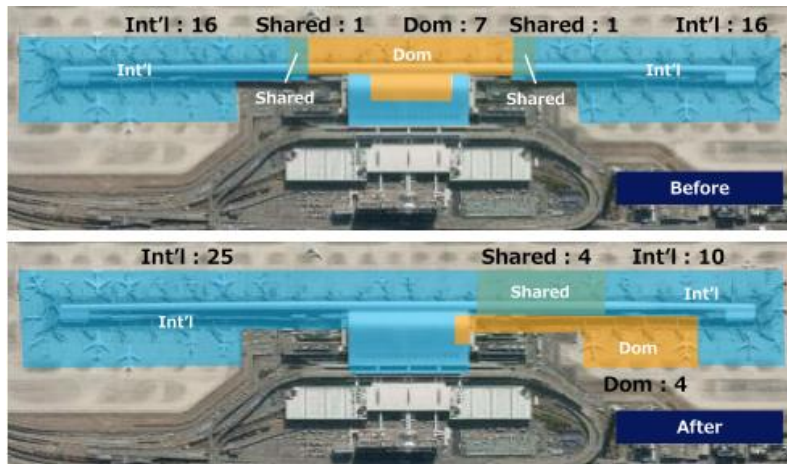 Int'l : 16 Shared : 1 Dom : 7 Shared : 1 Int'l : 16
Dom
Int'l Int'l
Shared Shared
Before
Int'l : 25 Shared : 4 Int'l : 10
Shared Int'l
Int'l
Dom
Dom : 4
After